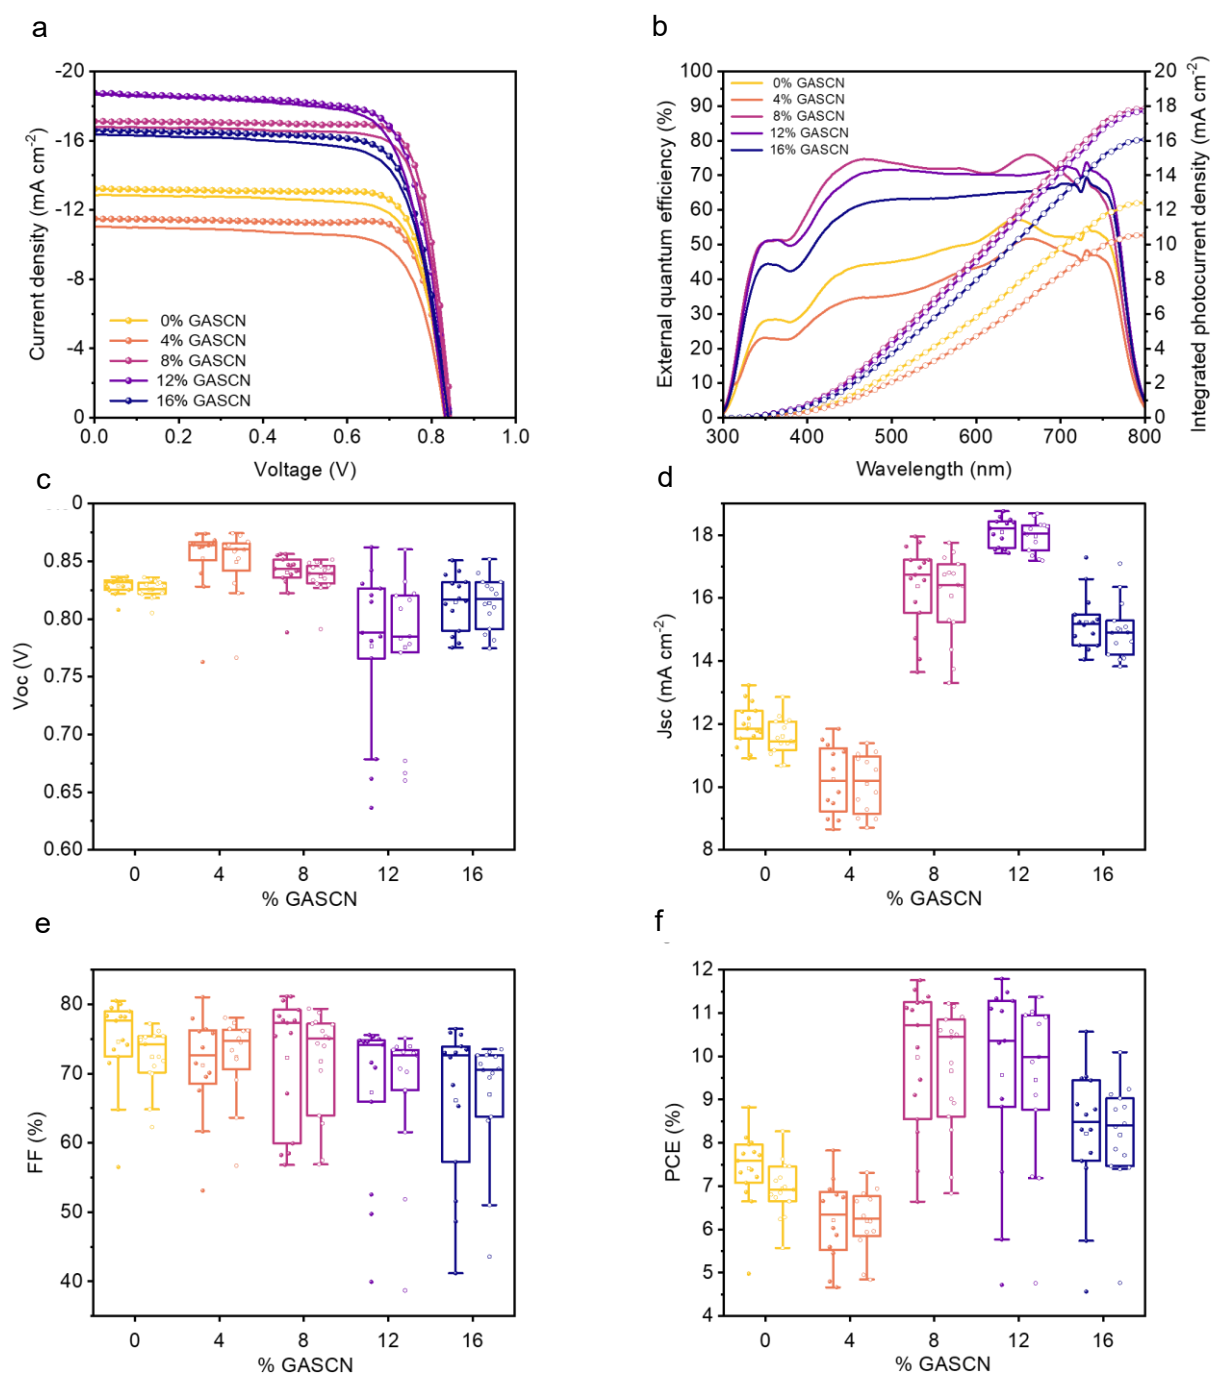 a
-20
-16
-12
-8
-4
0
0.0 0.2 0.4 0.6 0.8 1.0
Current density (mA cm-2)
Voltage (V)
0% GASCN
4% GASCN
8% GASCN
12% GASCN
16% GASCN
b
100
90
80
70
60
50
40
30
20
10
0
20
18
16
14
12
10
8
6
4
2
0
300 400 500 600 700 800
External quantum efficiency (%)
Integrated photocurrent density (mA cm-2)
Wavelength (nm)
0% GASCN
4% GASCN
8% GASCN
12% GASCN
16% GASCN
c
0
0.85
0.80
0.75
0.70
0.65
0.60
0 4 8 12 16
Voc (V)
% GASCN
d
18
16
14
12
10
8
0 4 8 12 16
Jsc (mA cm-2)
% GASCN
e
80
70
60
50
40
0 4 8 12 16
FF (%)
% GASCN
f
12
11
10
9
8
7
6
5
4
0 4 8 12 16
PCE (%)
% GASCN